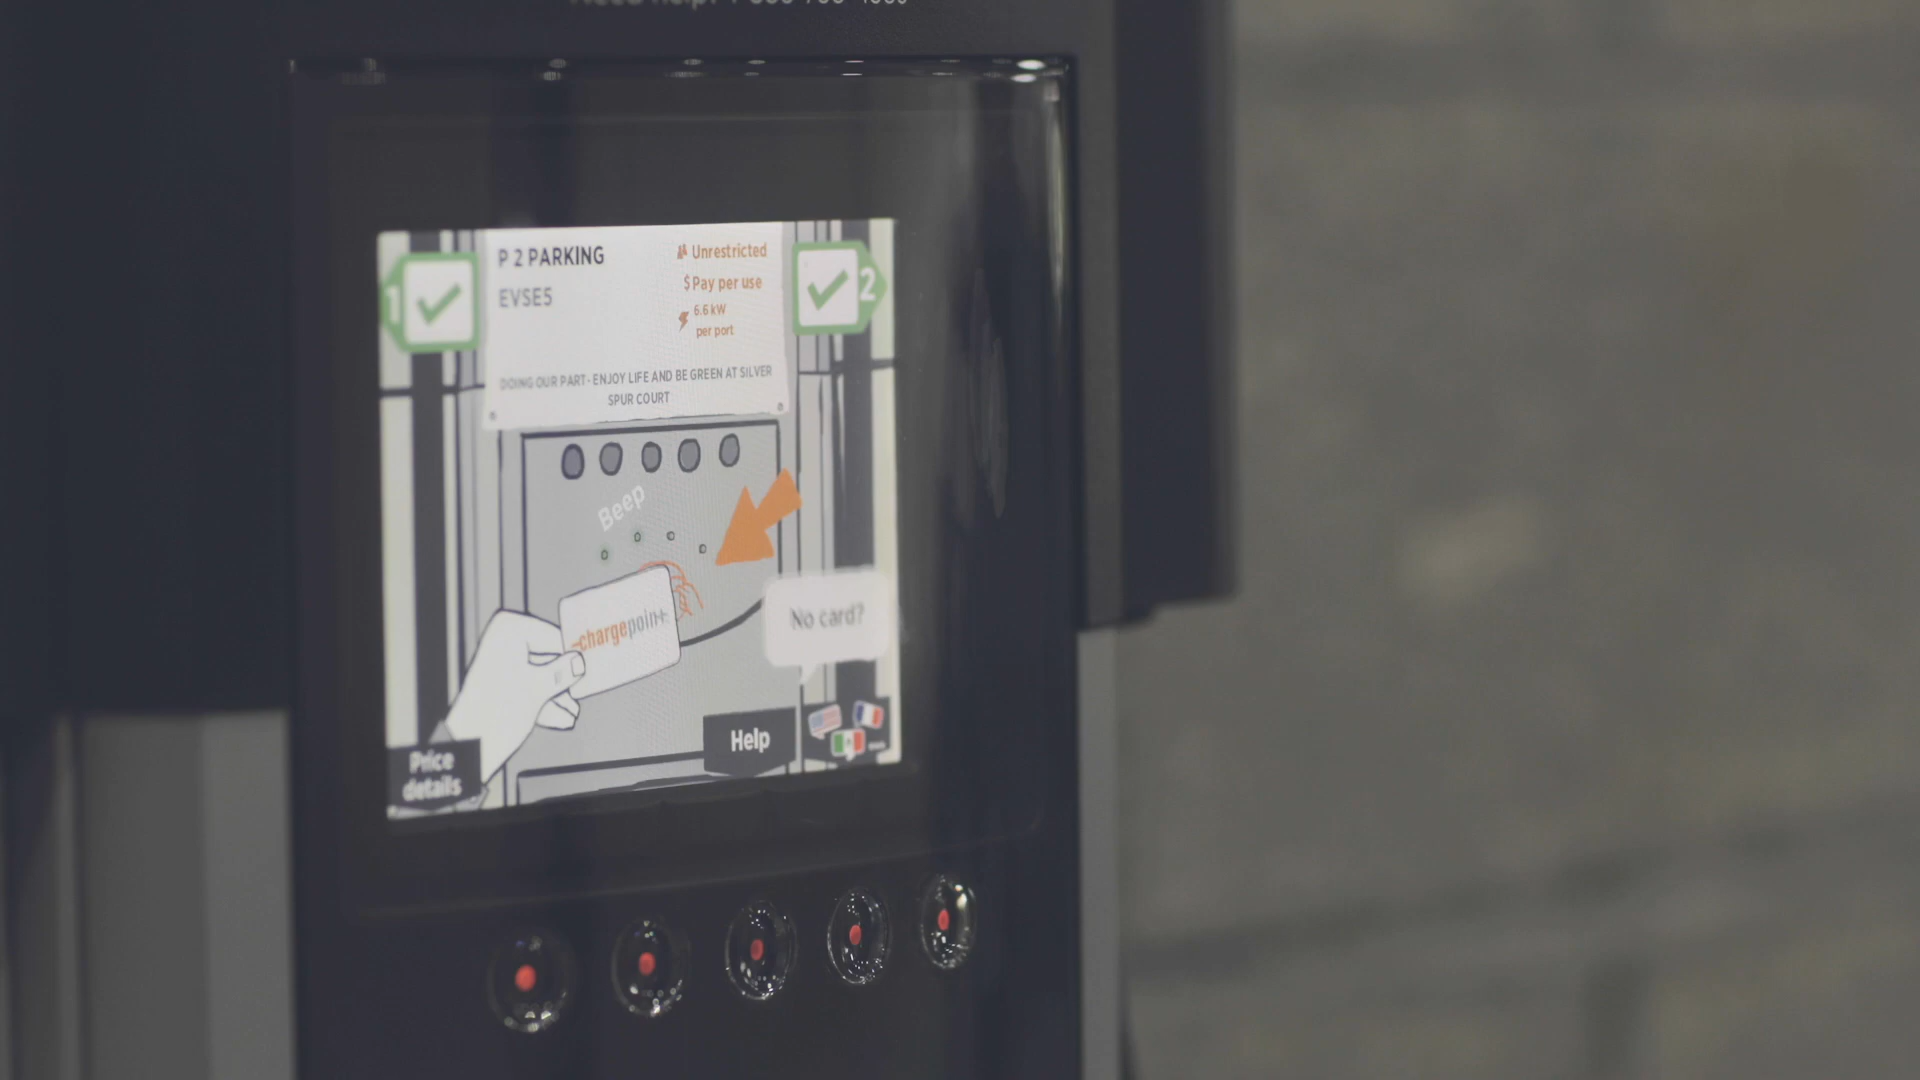 P 2 PARKING
EVSE5
Unrestricted
$ Pay per use
6.6 kW
per port
1
2
DOING OUR PART- ENJOY LIFE AND BE GREEN AT SILVER
SPUR COURT
Beep
chargepoin+
No card?
Help
Price
details